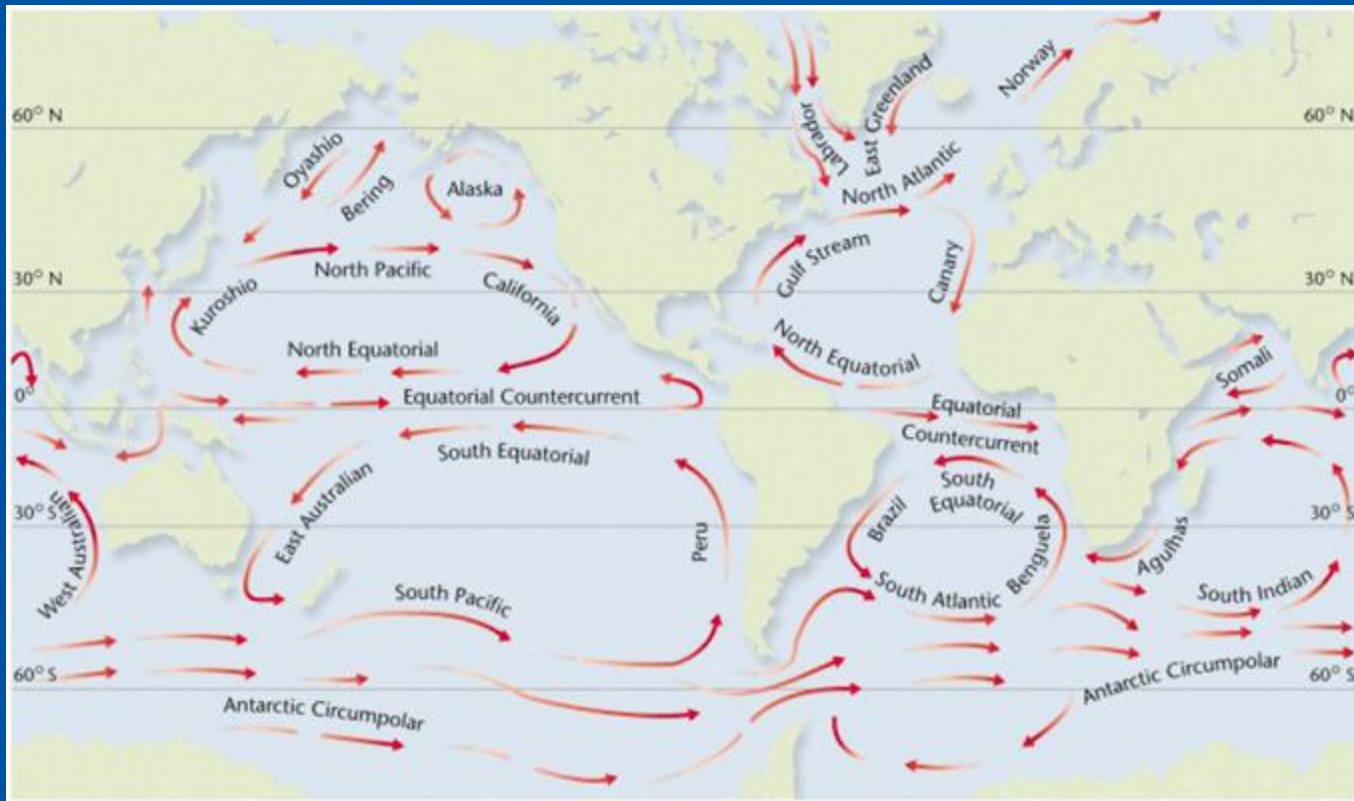 Norway
East Greenland
Labrador
60° N
60° N
Oyashio
Bering
Alaska
North Atlantic
Gulf Stream
Canary
North Pacific
30° N
30° N
Kuroshio
California
North Equatorial
North Equatorial
Somali
0°
0°
Equatorial Countercurrent
Equatorial
Countercurrent
South Equatorial
South
Equatorial
East Australian
West Australian
30° S
30° S
Peru
Brazil
Benguela
Agulhas
South Pacific
South Atlantic
South Indian
60° S
60° S
Antarctic Circumpolar
Antarctic Circumpolar